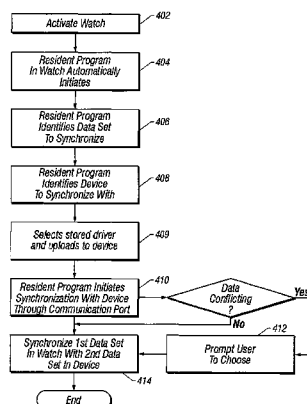 Activate Watch
402
Resident Program
In Watch Automatically
Initiates
404
Resident Program
Identifies Data Set
To Synchronize
406
Resident Program
Identifies Device
To Synchronize With
408
Selects stored driver
and uploads to device
409
Resident Program Initiates
Synchronization With Device
Through Communication Port
410
Data
Conflicting
?
Yes
No
412
Prompt User
To Choose
Synchronize 1st Data Set
In Watch With 2nd Data
Set In Device
414
End